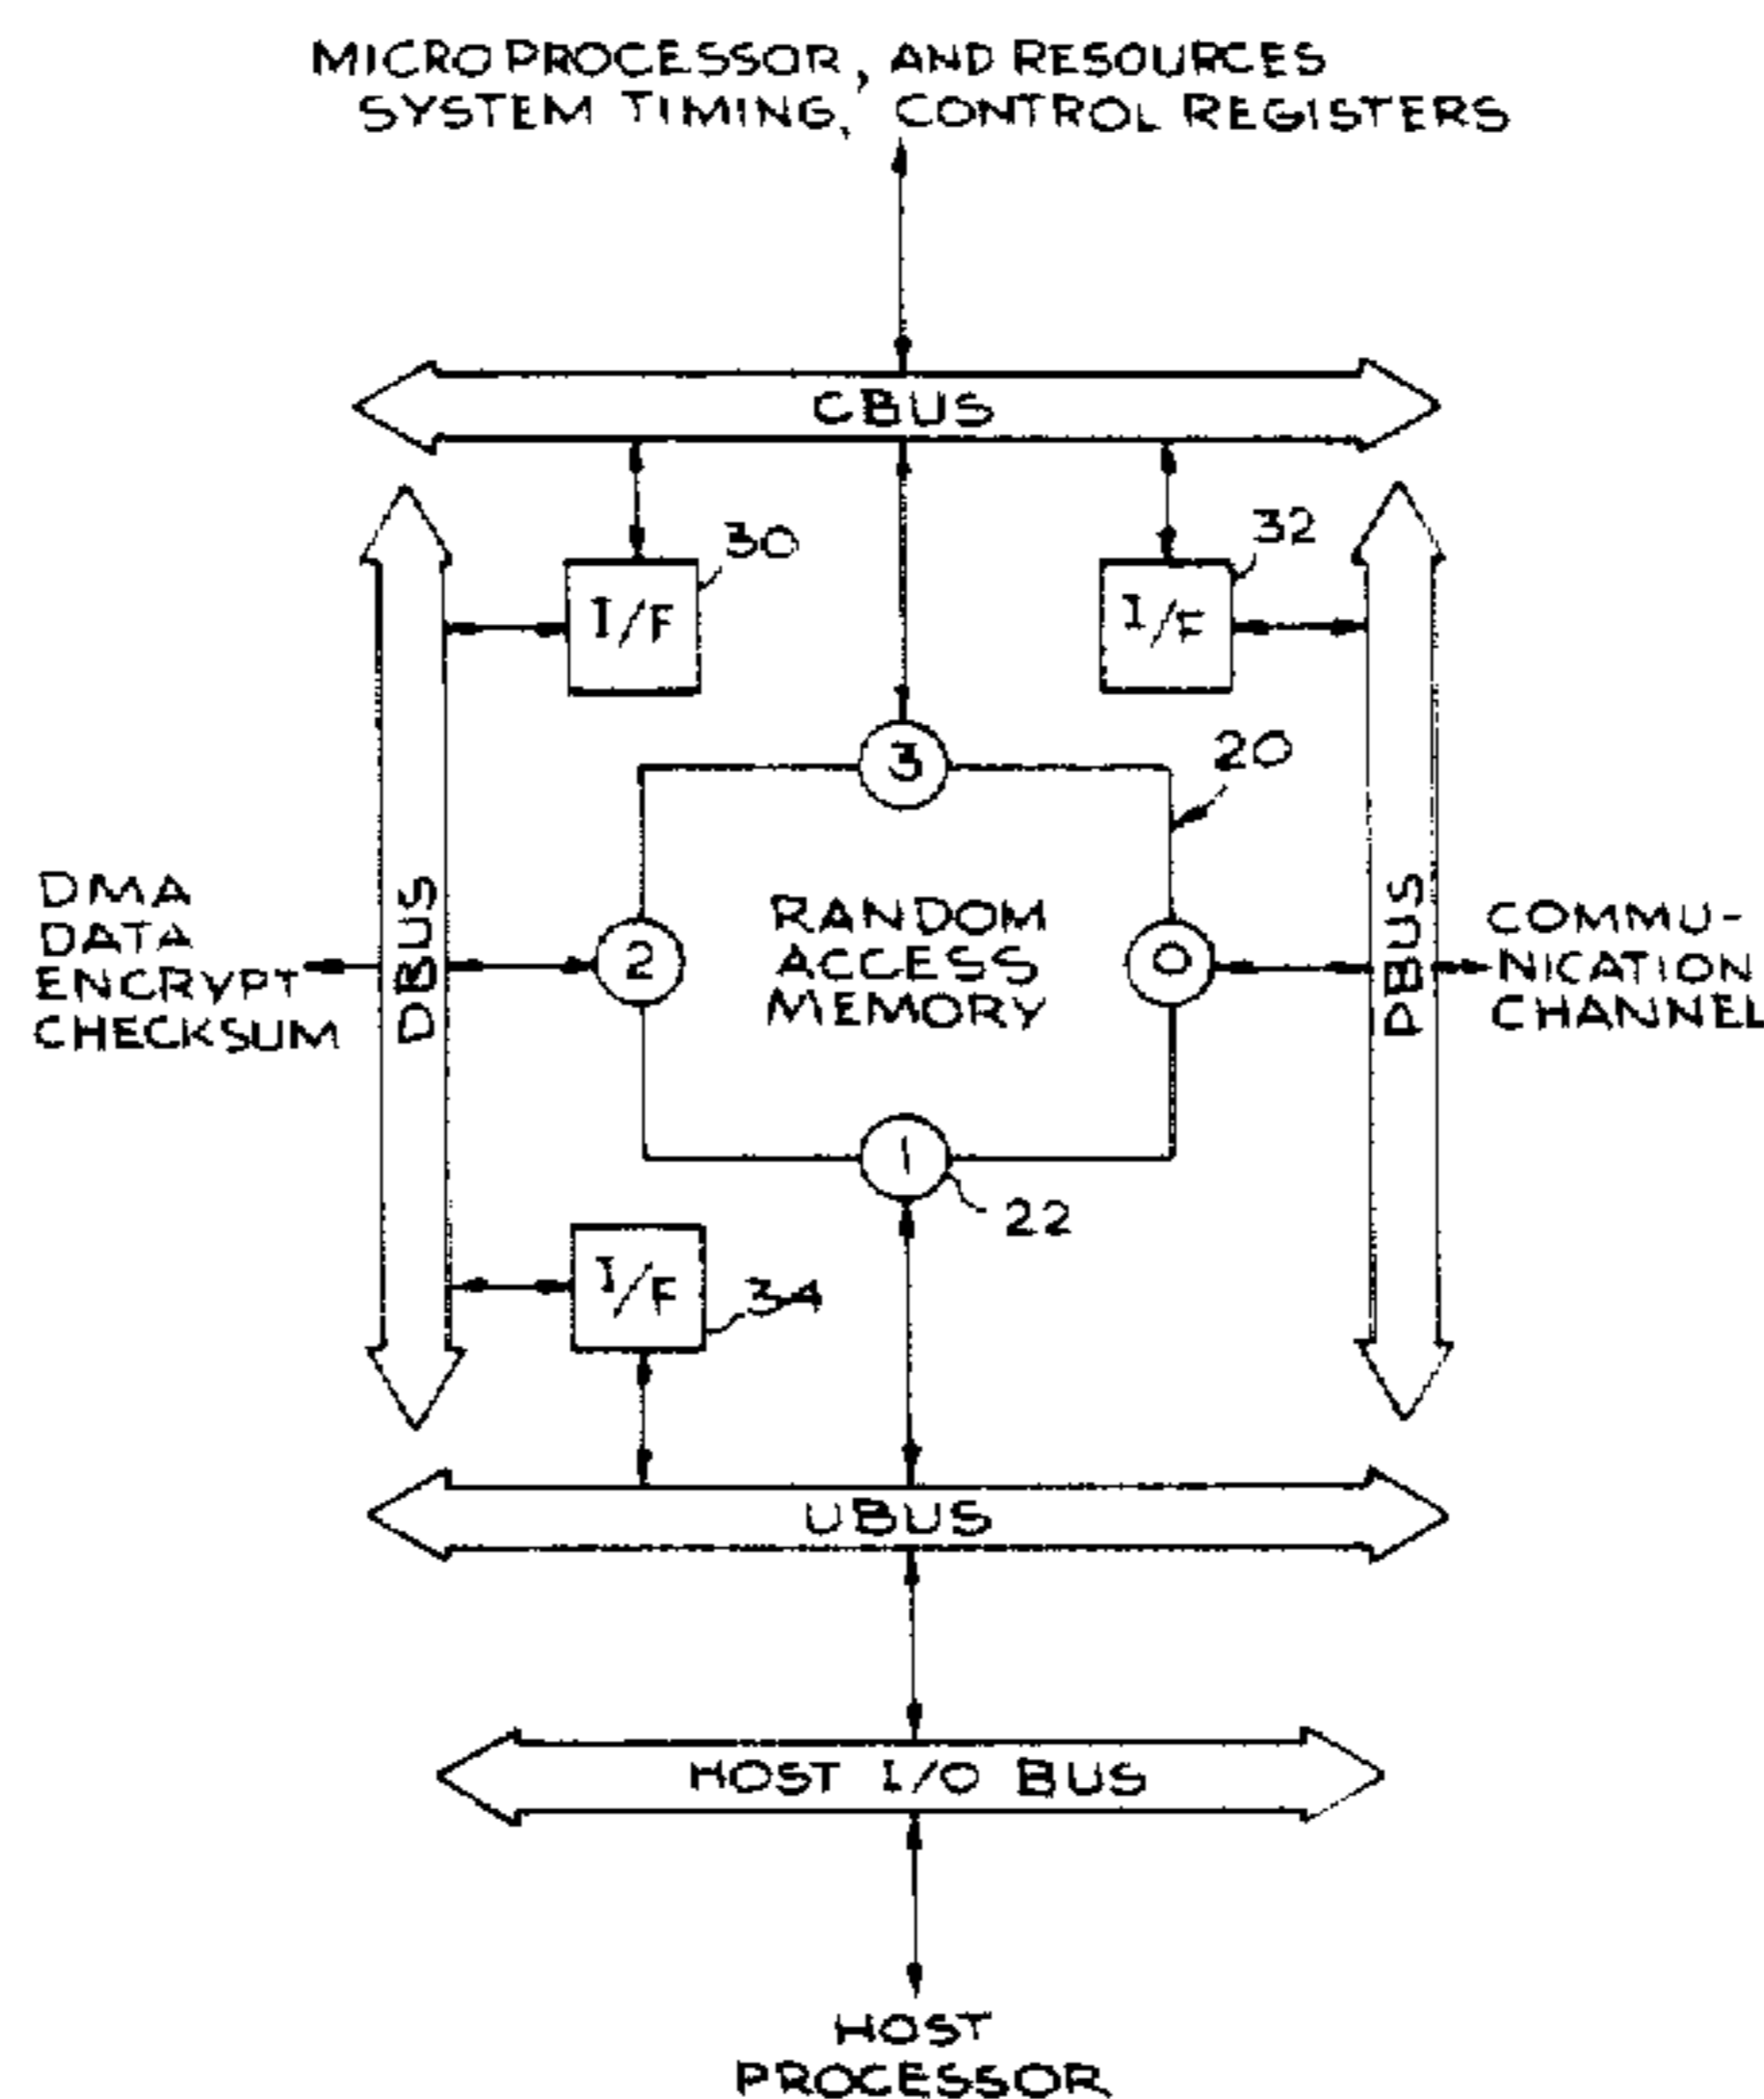 MICROPROCESSOR, AND RESOURCES
SYSTEM TIMING, CONTROL REGISTERS
CBUS
30
32
I/F
I/F
3
20
DMA
DATA
ENCRYPT
CHECKSUM
DBUS
2
RANDOM
ACCESS
MEMORY
0
PBUS
COMMU-
NICATION
CHANNEL
1
22
I/F
34
UBUS
HOST I/O BUS
HOST
PROCESSOR